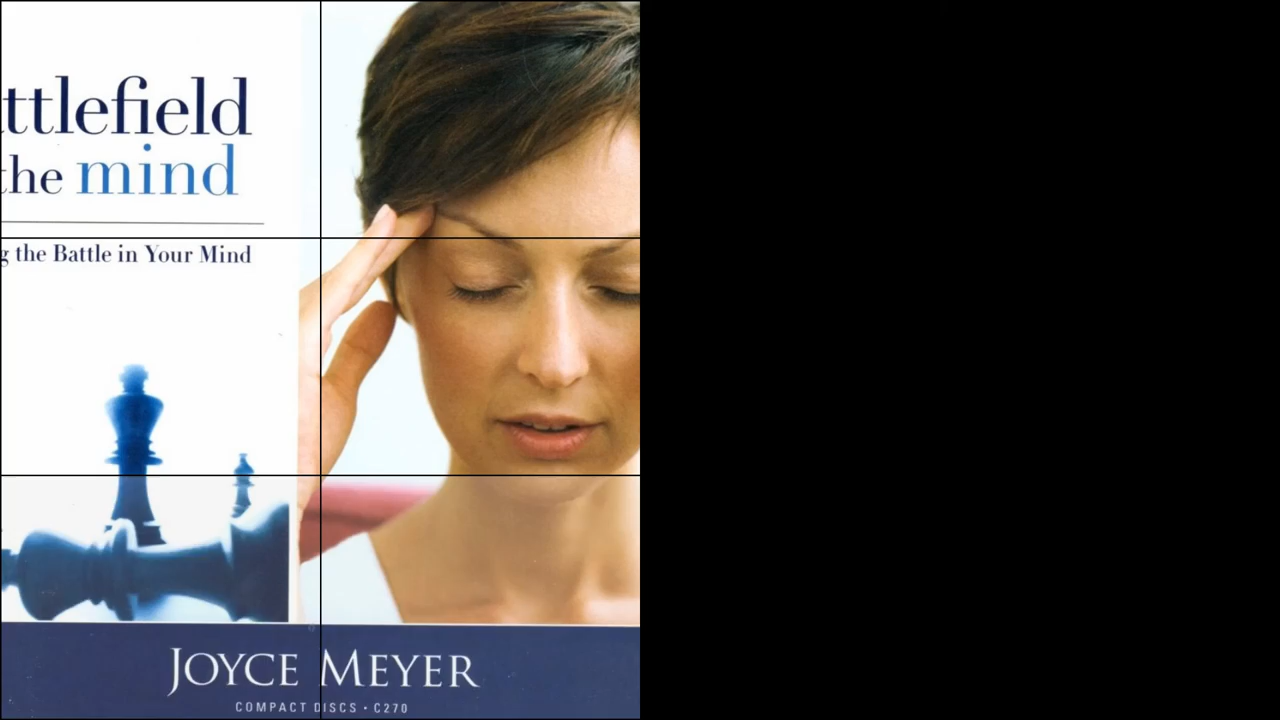 ttlefield
the mind
g the Battle in Your Mind
JOYCE MEYER
COMPACT DISCS • C270